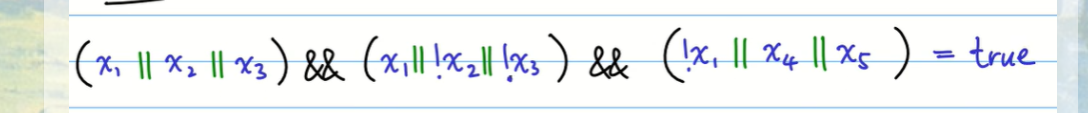 (x₁ || x₂ || x₃) && (x₁ || !x₂ || !x₃) && (!x₁ || x₄ || x₅) = true